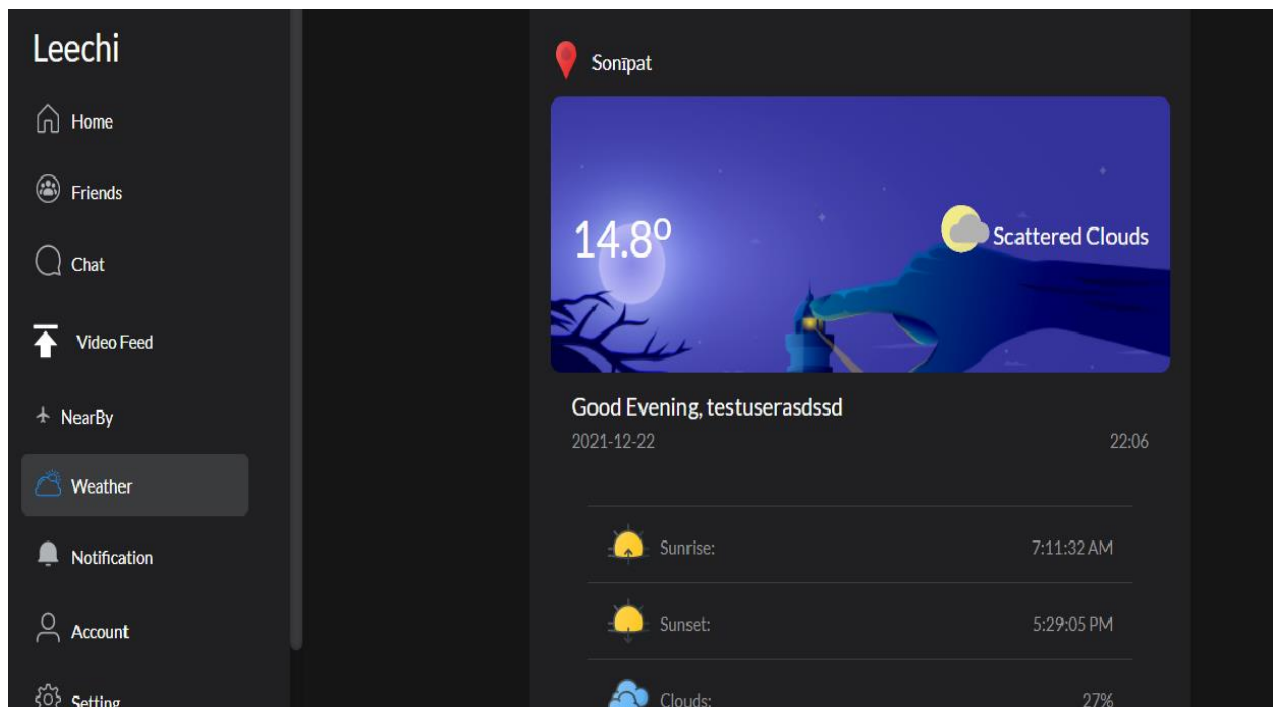 Leechi
Home
Friends
Chat
Video Feed
NearBy
Weather
Notification
Account
Setting
Sonīpat
14.8°
Scattered Clouds
Good Evening, testuserasdssd
2021-12-22 22:06
Sunrise: 7:11:32 AM
Sunset: 5:29:05 PM
Clouds: 27%